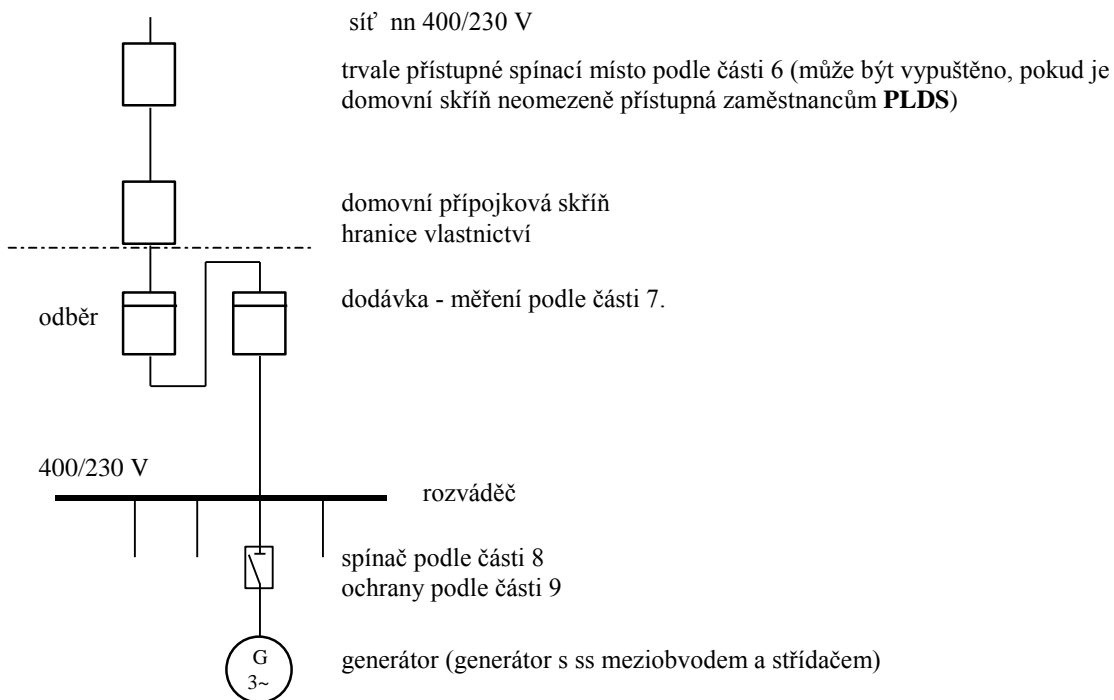 síť nn 400/230 V
trvale přístupné spínací místo podle části 6 (může být vypuštěno, pokud je
domovní skříň neomezeně přístupná zaměstnancům PLDS)
domovní přípojková skříň
hranice vlastnictví
dodávka - měření podle části 7.
odběr
400/230 V
rozváděč
spínač podle části 8
ochrany podle části 9
G
3~
generátor (generátor s ss meziobvodem a střídačem)